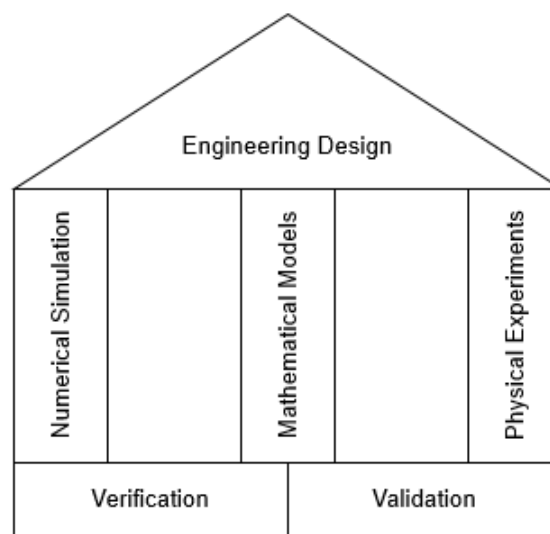 Engineering Design
Numerical Simulation
Mathematical Models
Physical Experiments
Verification
Validation